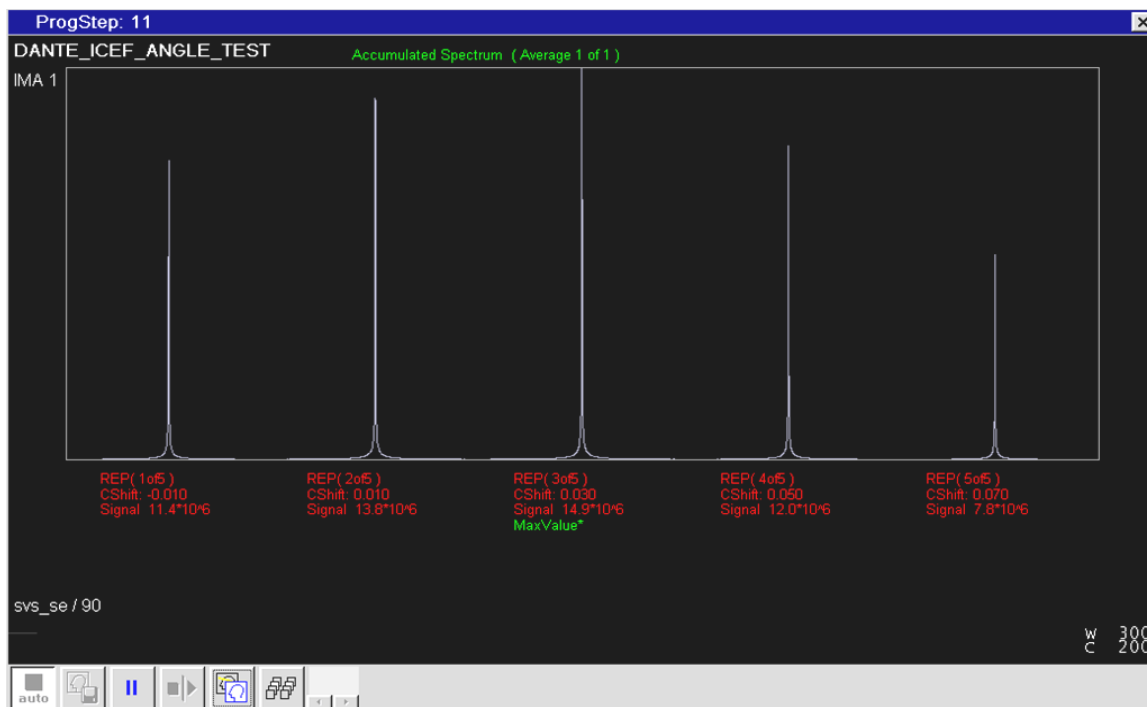 ProgStep: 11
DANTE_ICEF_ANGLE_TEST
Accumulated Spectrum ( Average 1 of 1 )
IMA 1
REP( 1of5 )
CShift: -0.010
Signal 11.4*10^6
REP( 2of5 )
CShift: 0.010
Signal 13.8*10^6
REP( 3of5 )
CShift: 0.030
Signal 14.9*10^6
MaxValue*
REP( 4of5 )
CShift: 0.050
Signal 12.0*10^6
REP( 5of5 )
CShift: 0.070
Signal 7.8*10^6
svs_se / 90
W 300
C 200
auto